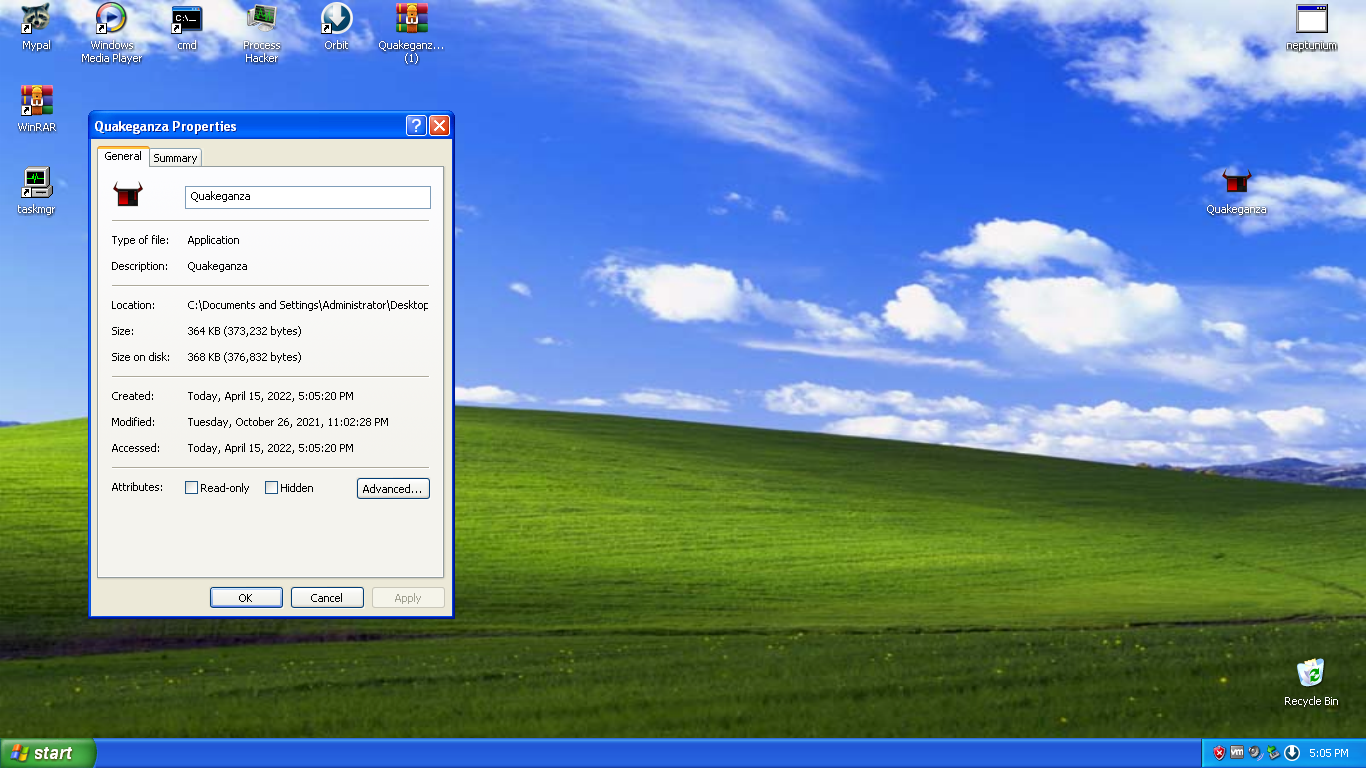 Mypal
Windows
Media Player
cmd
Process
Hacker
Orbit
Quakeganz...
(1)
neptunium
WinRAR
taskmgr
Quakeganza
Quakeganza Properties
General
Summary
Quakeganza
Type of file: Application
Description: Quakeganza
Location: C:\Documents and Settings\Administrator\Desktop
Size: 364 KB (373,232 bytes)
Size on disk: 368 KB (376,832 bytes)
Created: Today, April 15, 2022, 5:05:20 PM
Modified: Tuesday, October 26, 2021, 11:02:28 PM
Accessed: Today, April 15, 2022, 5:05:20 PM
Attributes: Read-only Hidden Advanced...
OK Cancel Apply
Recycle Bin
start
vm
5:05 PM